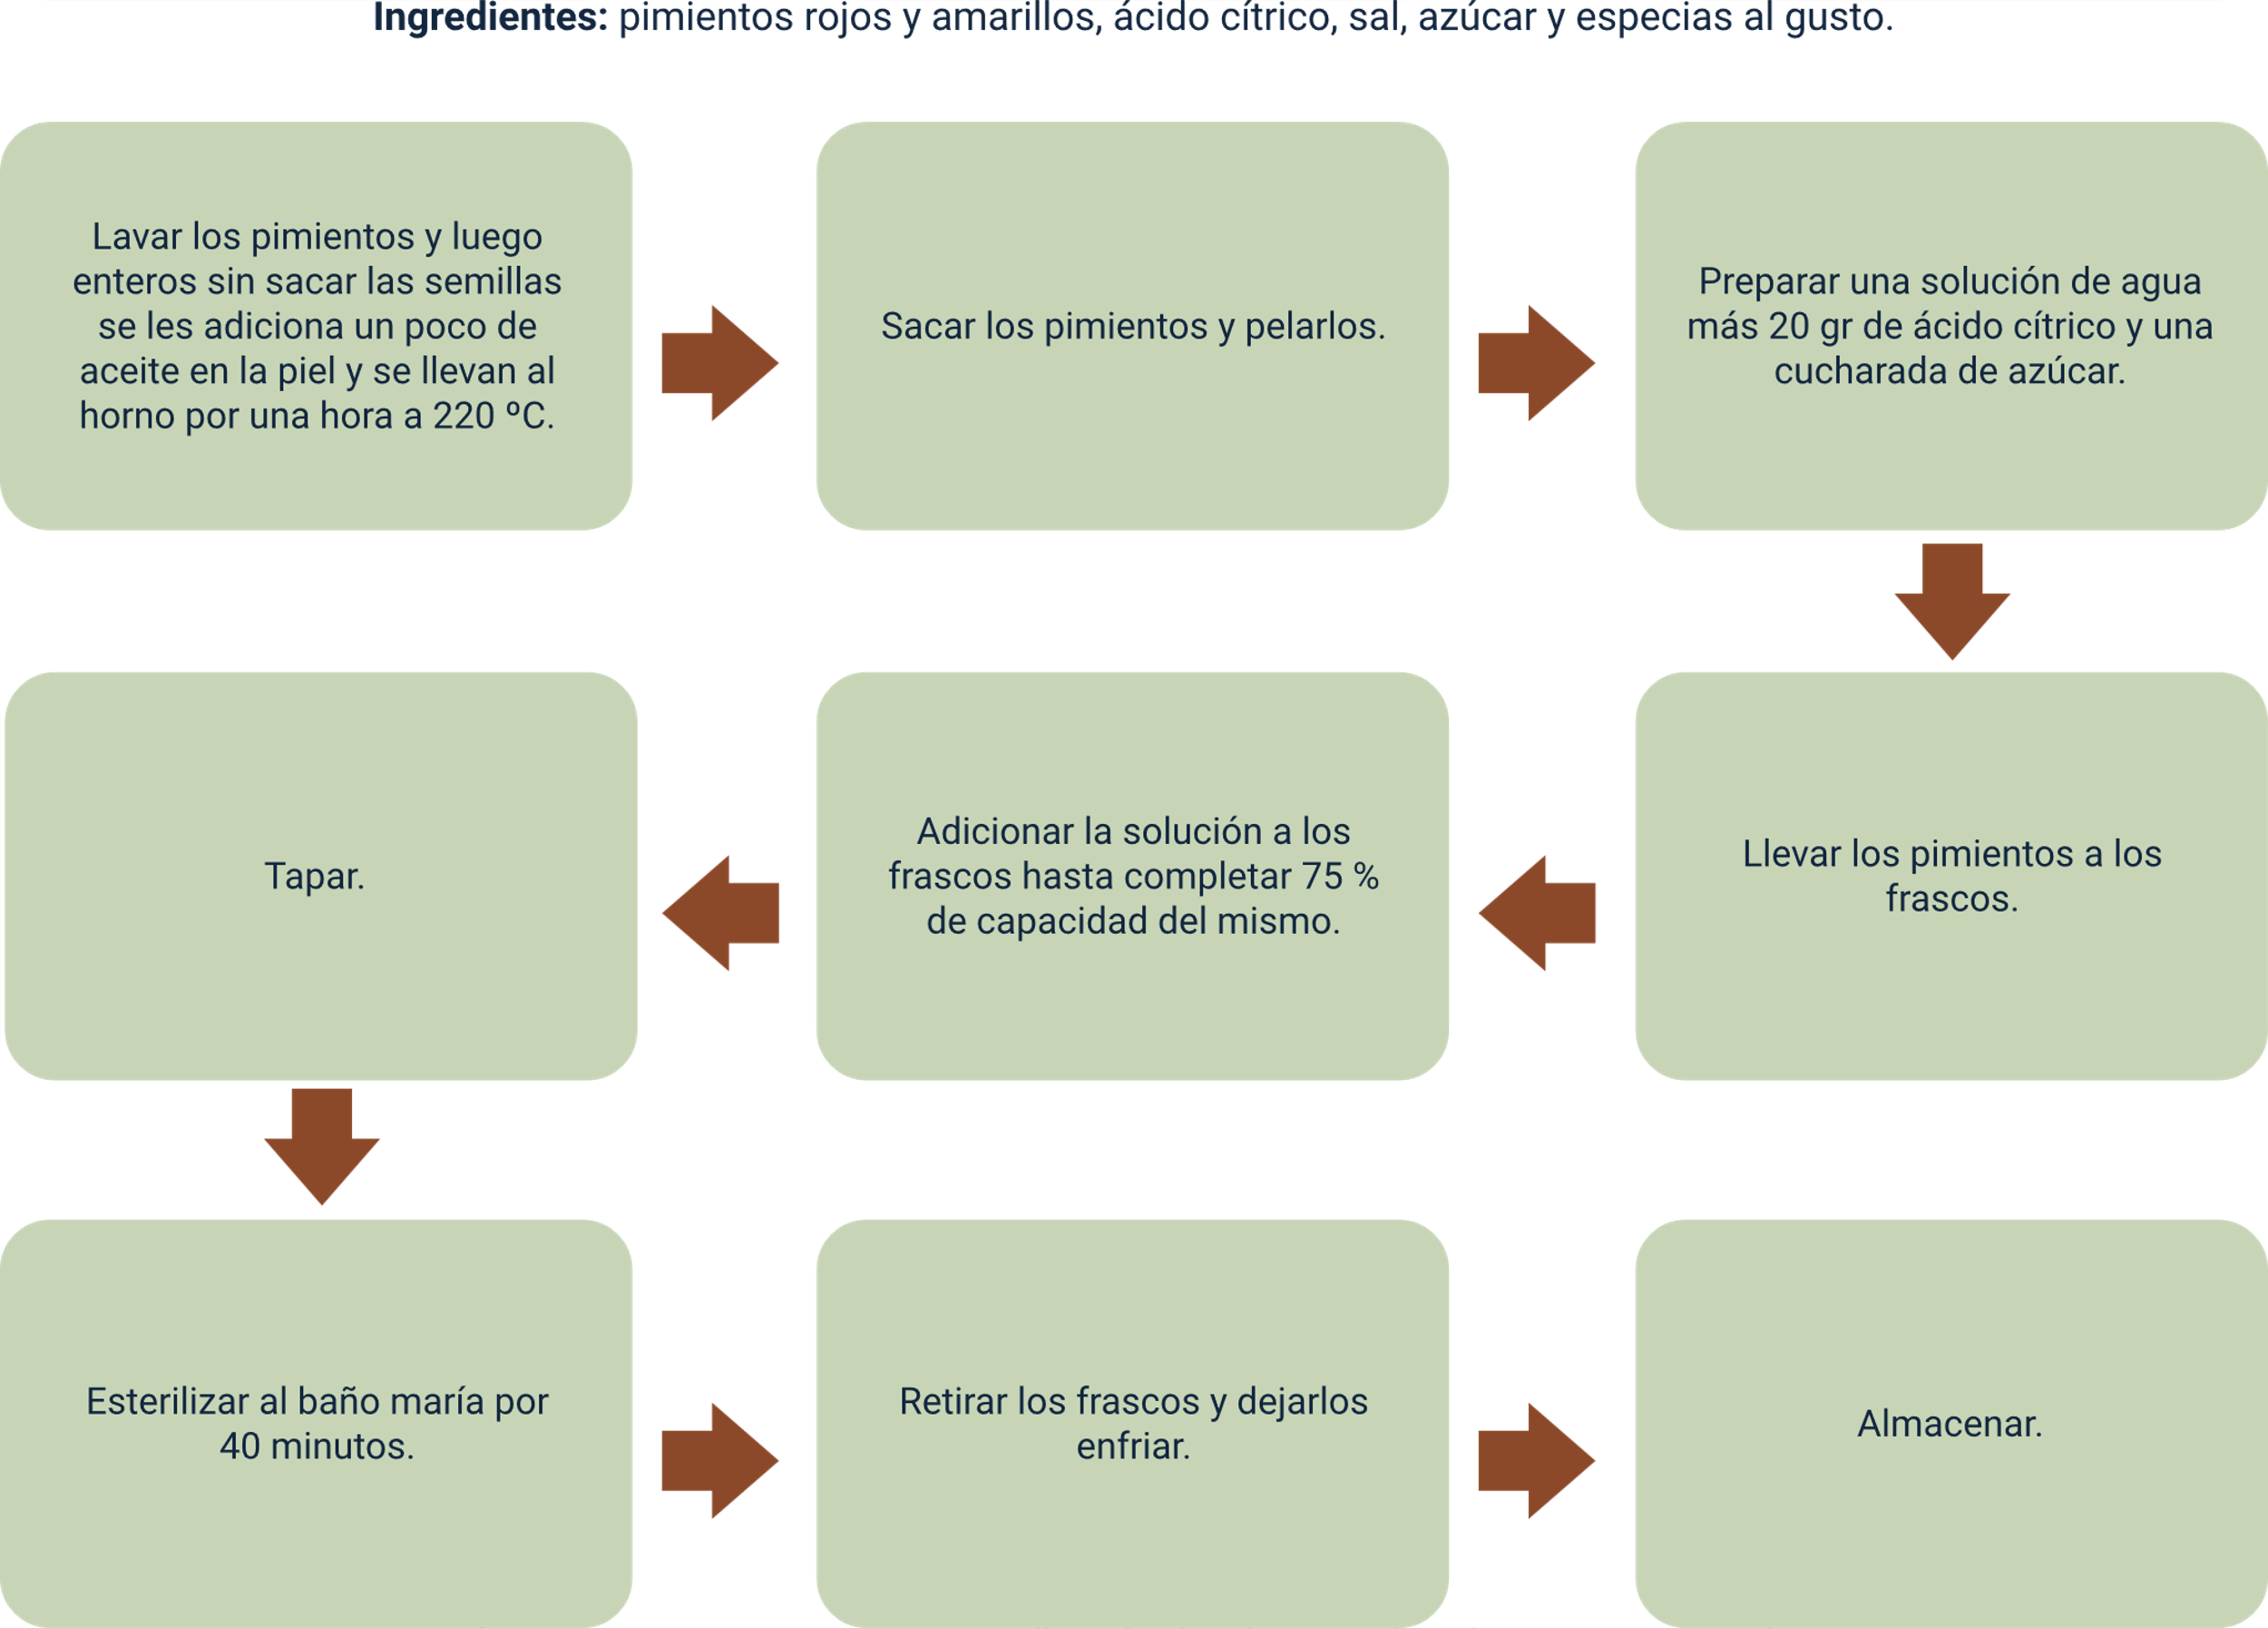 Ingredientes: pimientos rojos y amarillos, ácido cítrico, sal, azúcar y especias al gusto.
Lavar los pimientos y luego
enteros sin sacar las semillas
se les adiciona un poco de
aceite en la piel y se llevan al
horno por una hora a 220 ºC.
Sacar los pimientos y pelarlos.
Preparar una solución de agua
más 20 gr de ácido cítrico y una
cucharada de azúcar.
Llevar los pimientos a los
frascos.
Adicionar la solución a los
frascos hasta completar 75 %
de capacidad del mismo.
Tapar.
Esterilizar al baño maría por
40 minutos.
Retirar los frascos y dejarlos
enfriar.
Almacenar.